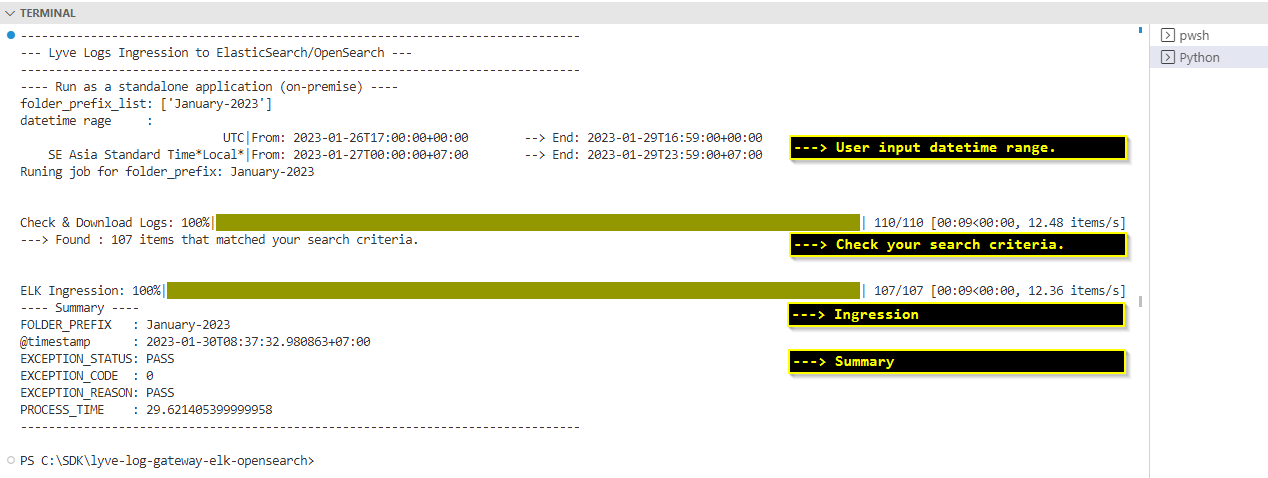 TERMINAL
--------------------------------------------------------------------------------
--- Lyve Logs Ingression to ElasticSearch/OpenSearch ---
--------------------------------------------------------------------------------
---- Run as a standalone application (on-premise) ----
folder_prefix_list: ['January-2023']
datetime rage     :
UTC|From: 2023-01-26T17:00:00+00:00        --> End: 2023-01-29T16:59:00+00:00
SE Asia Standard Time*Local*|From: 2023-01-27T00:00:00+07:00        --> End: 2023-01-29T23:59:00+07:00
---> User input datetime range.
Runing job for folder_prefix: January-2023
Check & Download Logs: 100%| | 110/110 [00:09<00:00, 12.48 items/s]
---> Found : 107 items that matched your search criteria.
---> Check your search criteria.
ELK Ingression: 100%| | 107/107 [00:09<00:00, 12.36 items/s]
---- Summary ----
---> Ingression
FOLDER_PREFIX   : January-2023
@timestamp      : 2023-01-30T08:37:32.980863+07:00
EXCEPTION_STATUS: PASS
---> Summary
EXCEPTION_CODE  : 0
EXCEPTION_REASON: PASS
PROCESS_TIME    : 29.621405399999958
--------------------------------------------------------------------------------
PS C:\SDK\lyve-log-gateway-elk-opensearch>
pwsh
Python